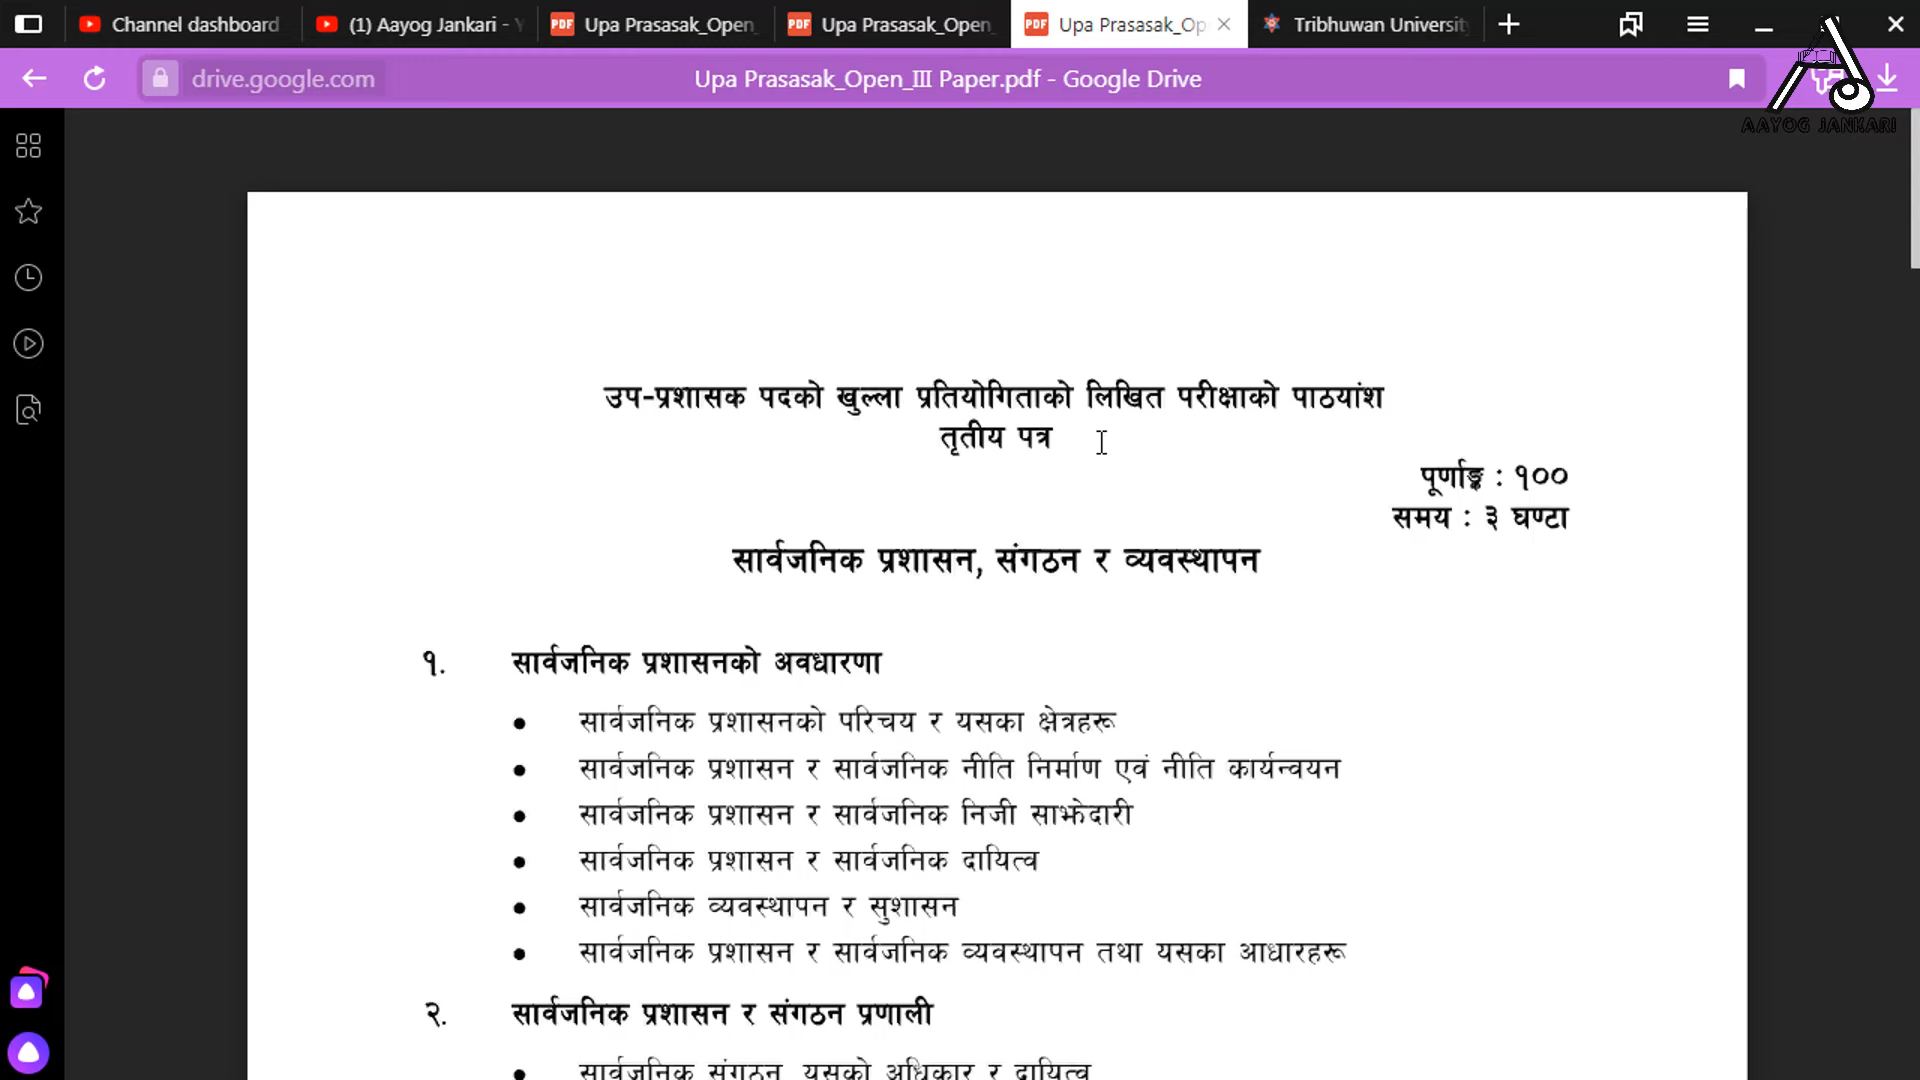 Channel dashboard
(1) Aayog Jankari -
Upa Prasasak_Open_
Upa Prasasak_Open_
Upa Prasasak_Op
Tribhuwan University
drive.google.com
Upa Prasasak_Open_III Paper.pdf - Google Drive
AAYOG JANKARI
उप-प्रशासक पदको खुल्ला प्रतियोगिताको लिखित परीक्षाको पाठयांश
तृतीय पत्र
पूर्णाङ्क : १००
समय : ३ घण्टा
सार्वजनिक प्रशासन, संगठन र व्यवस्थापन
१. सार्वजनिक प्रशासनको अवधारणा
• सार्वजनिक प्रशासनको परिचय र यसका क्षेत्रहरू
• सार्वजनिक प्रशासन र सार्वजनिक नीति निर्माण एवं नीति कार्यन्वयन
• सार्वजनिक प्रशासन र सार्वजनिक निजी साझेदारी
• सार्वजनिक प्रशासन र सार्वजनिक दायित्व
• सार्वजनिक व्यवस्थापन र सुशासन
• सार्वजनिक प्रशासन र सार्वजनिक व्यवस्थापन तथा यसका आधारहरू
२. सार्वजनिक प्रशासन र संगठन प्रणाली
• सार्वजनिक संगठन, यसको अधिकार र दायित्व